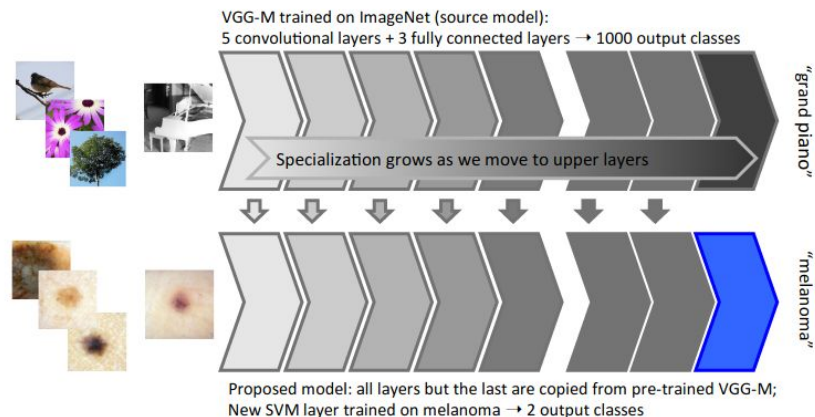 VGG-M trained on ImageNet (source model):
5 convolutional layers + 3 fully connected layers → 1000 output classes
"grand piano"
Specialization grows as we move to upper layers
"melanoma"
Proposed model: all layers but the last are copied from pre-trained VGG-M;
New SVM layer trained on melanoma → 2 output classes